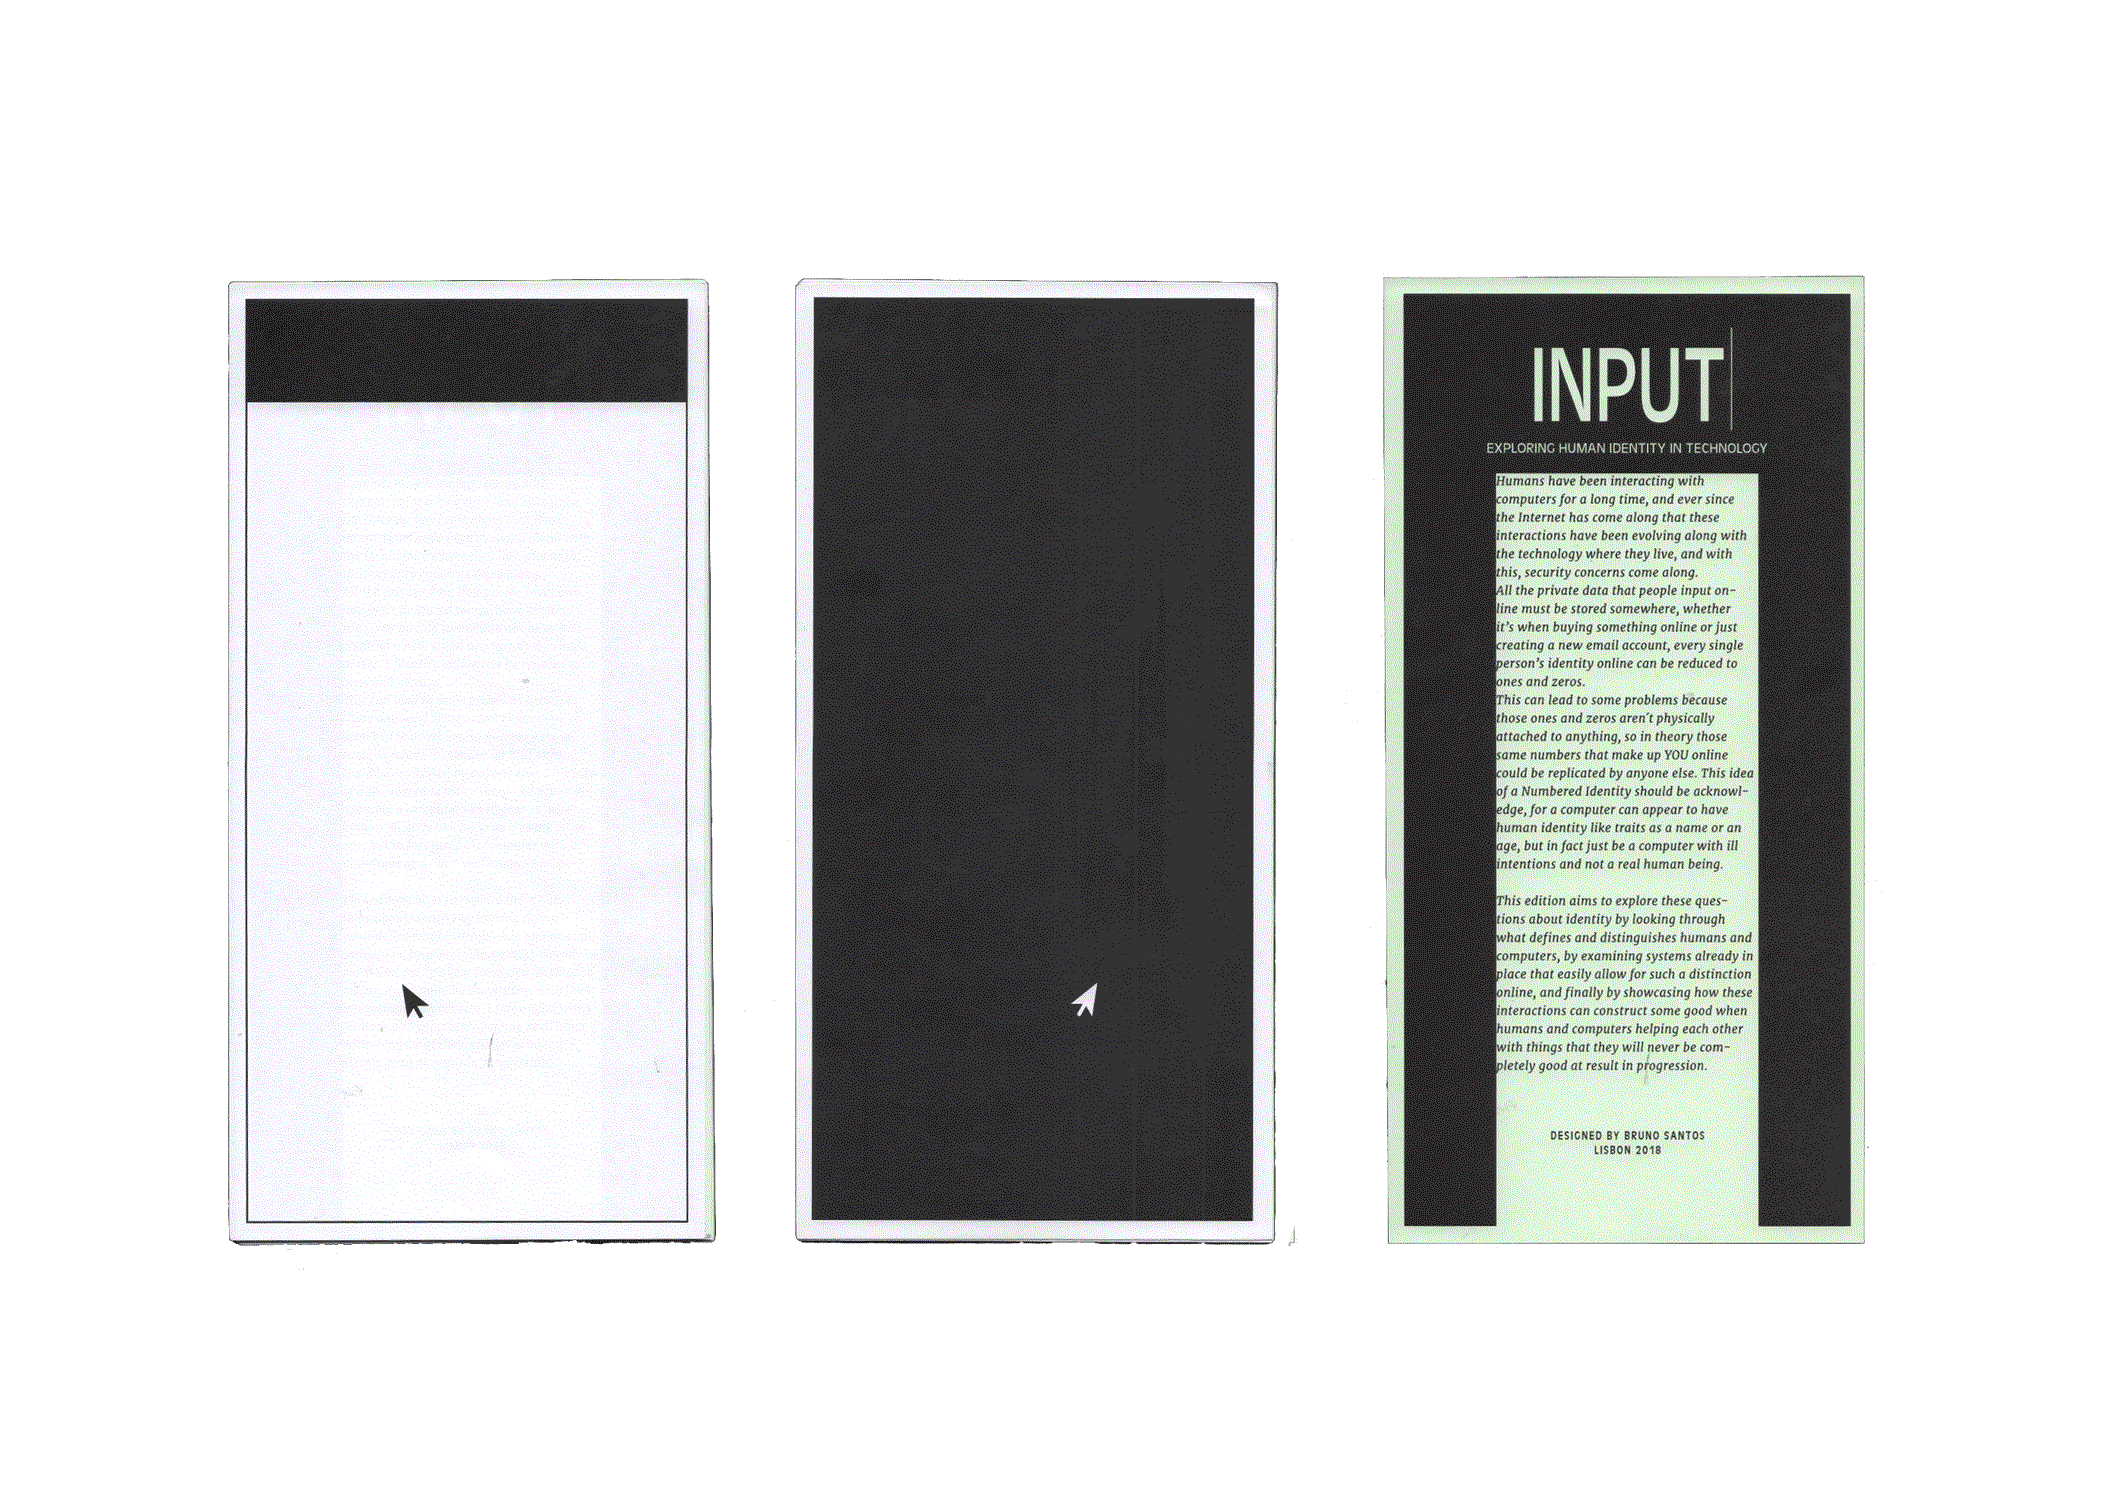 INPUT
EXPLORING HUMAN IDENTITY IN TECHNOLOGY
Humans have been interacting with
computers for a long time, and ever since
the Internet has come along that these
interactions have been evolving along with
the technology where they live, and with
this, security concerns come along.
All the private data that people input on-
line must be stored somewhere, whether
it's when buying something online or just
creating a new email account, every single
person's identity online can be reduced to
ones and zeros.
This can lead to some problems because
those ones and zeros aren't physically
attached to anything, so in theory those
same numbers that make up YOU online
could be replicated by anyone else. This idea
of a Numbered Identity should be acknowl-
edge, for a computer can appear to have
human identity like traits as a name or an
age, but in fact just be a computer with ill
intentions and not a real human being.
This edition aims to explore these ques-
tions about identity by looking through
what defines and distinguishes humans and
computers, by examining systems already in
place that easily allow for such a distinction
online, and finally by showcasing how these
interactions can construct some good when
humans and computers helping each other
with things that they will never be com-
pletely good at result in progression.
DESIGNED BY BRUNO SANTOS
LISBON 2018